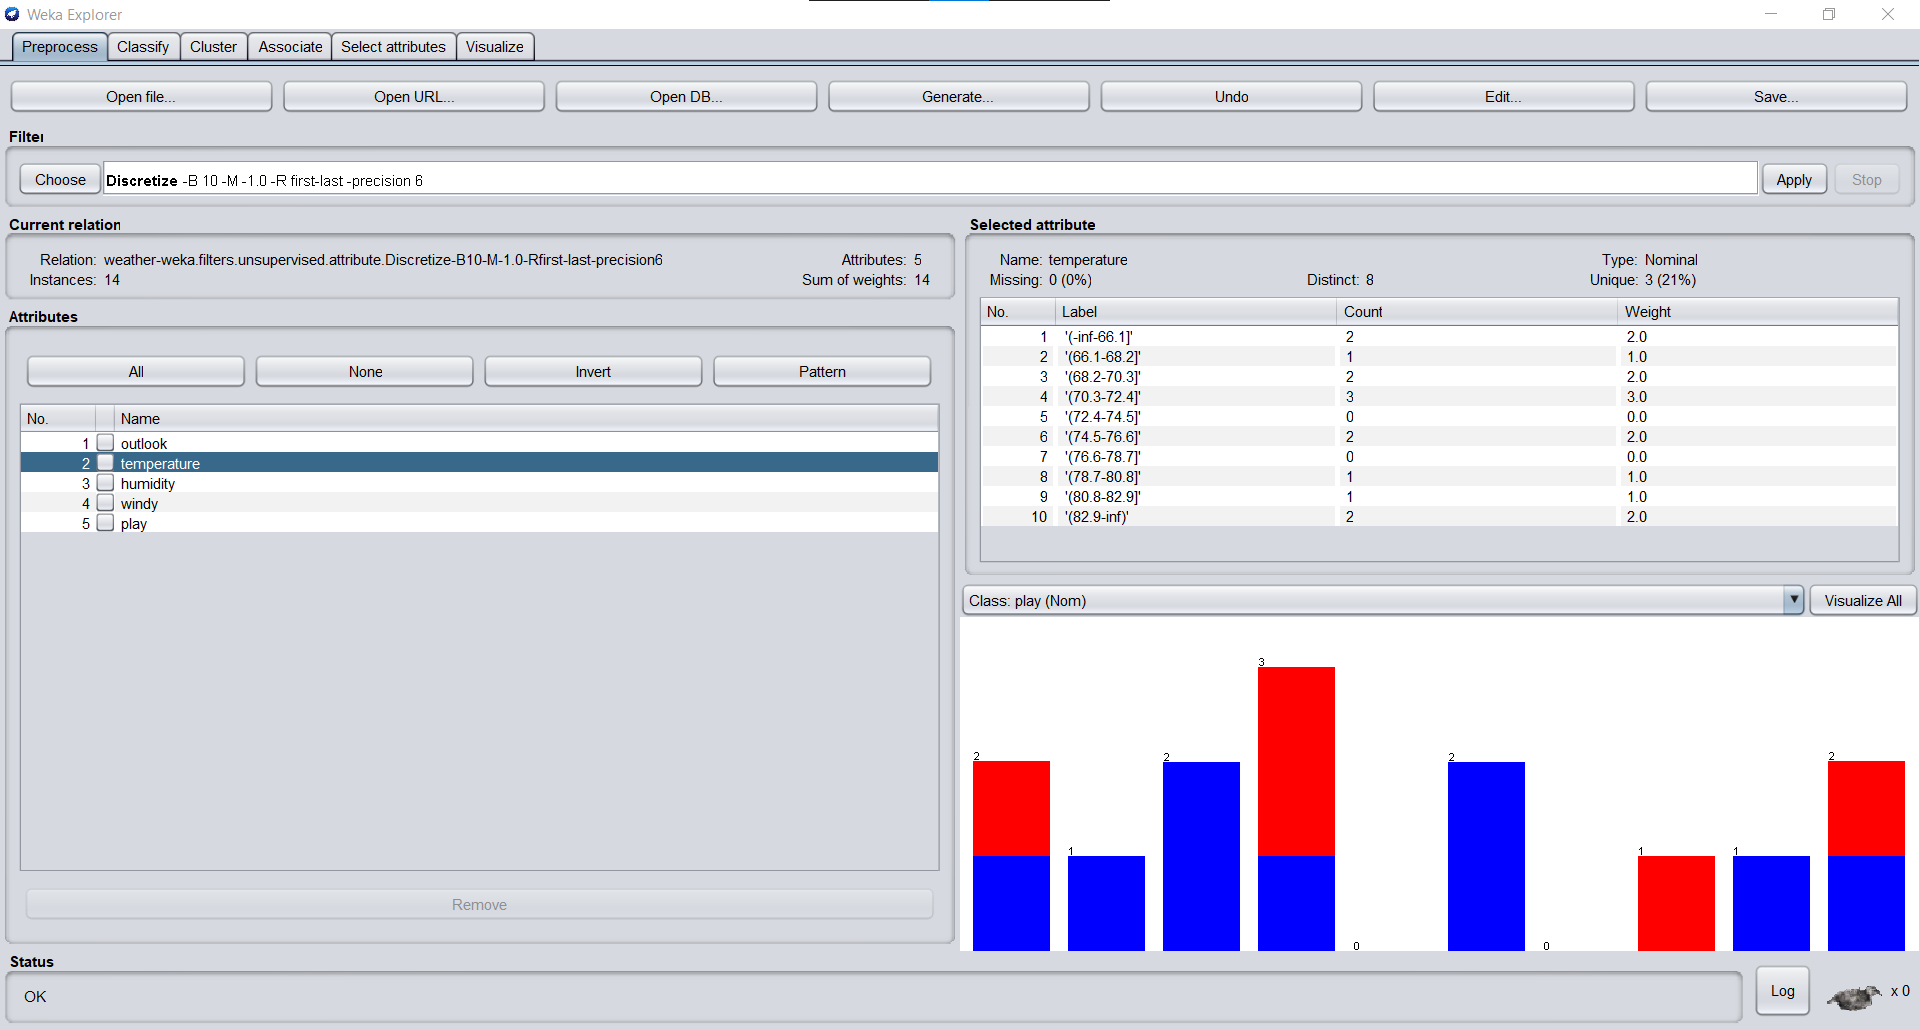 Weka Explorer
Preprocess Classify Cluster Associate Select attributes Visualize
Open file... Open URL... Open DB... Generate... Undo Edit... Save...
Filter
Choose Discretize -B 10 -M -1.0 -R first-last -precision 6 Apply Stop
Current relation
Relation: weather-weka.filters.unsupervised.attribute.Discretize-B10-M-1.0-Rfirst-last-precision6 Attributes: 5
Instances: 14 Sum of weights: 14
Attributes
All None Invert Pattern
No. Name
1 outlook
2 temperature
3 humidity
4 windy
5 play
Remove
Selected attribute
Name: temperature Type: Nominal
Missing: 0 (0%) Distinct: 8 Unique: 3 (21%)
No. Label Count Weight
1 '(-inf-66.1]' 2 2.0
2 '(66.1-68.2]' 1 1.0
3 '(68.2-70.3]' 2 2.0
4 '(70.3-72.4]' 3 3.0
5 '(72.4-74.5]' 0 0.0
6 '(74.5-76.6]' 2 2.0
7 '(76.6-78.7]' 0 0.0
8 '(78.7-80.8]' 1 1.0
9 '(80.8-82.9]' 1 1.0
10 '(82.9-inf)' 2 2.0
Class: play (Nom) Visualize All
2 1 2 3 0 2 0 1 1 2
Status
OK
Log x 0